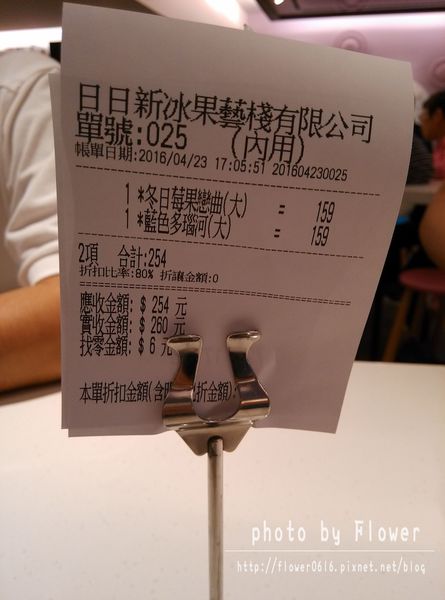 日日新冰果藝棧有限公司
單號:025 (內用)
帳單日期:2016/04/23 17:05:51 201604230025
1 *冬日莓果戀曲(大) = 159
1 *藍色多瑙河(大) = 159
2項 合計:254
折扣比率:80% 折讓金額:0
應收金額: $ 254 元
實收金額: $ 260 元
找零金額: $ 6 元
本單折扣金額(含 折金額):
photo by Flower
http://flower0616.pixnet.net/blog